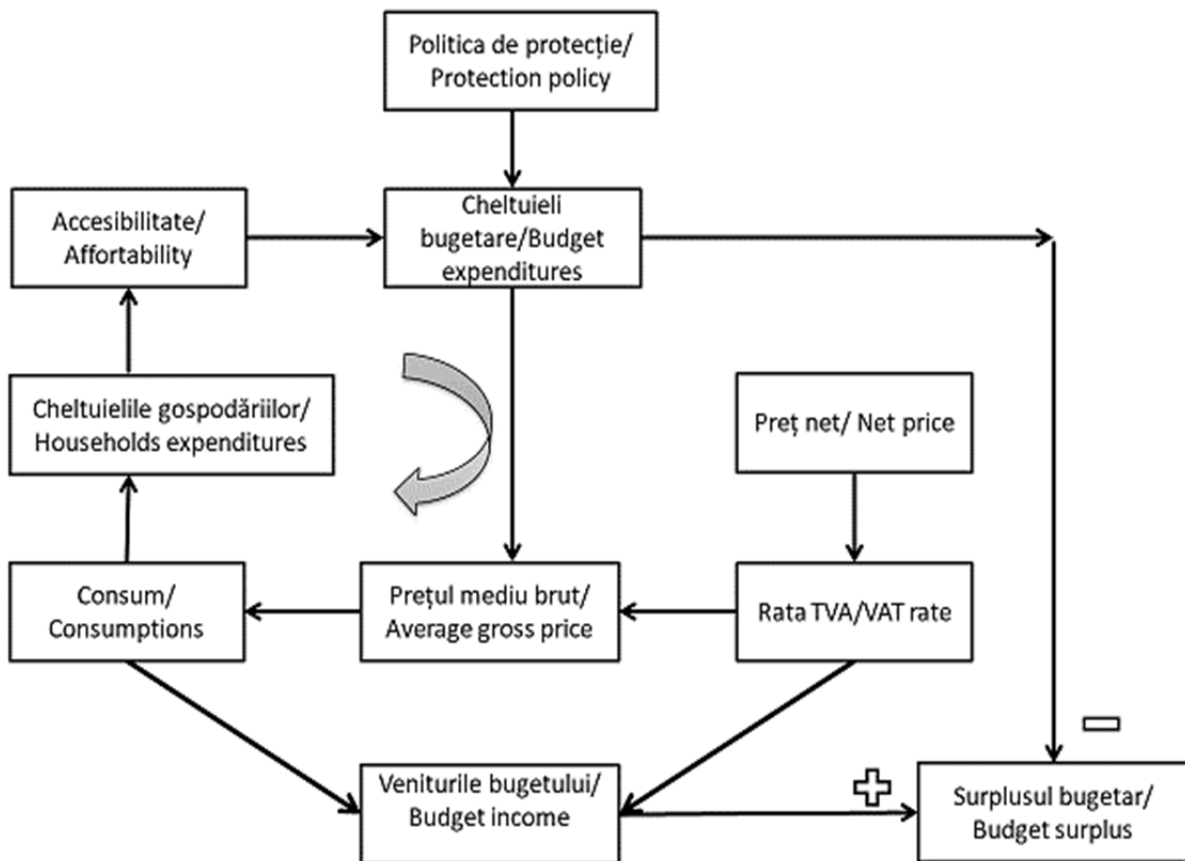 Politica de protecție/
Protection policy
Accesibilitate/
Affortability
Cheltuieli
bugetare/Budget
expenditures
Cheltuielile gospodăriilor/
Households expenditures
Preț net/ Net price
Consum/
Consumptions
Prețul mediu brut/
Average gross price
Rata TVA/VAT rate
Veniturile bugetului/
Budget income
Surplusul bugetar/
Budget surplus